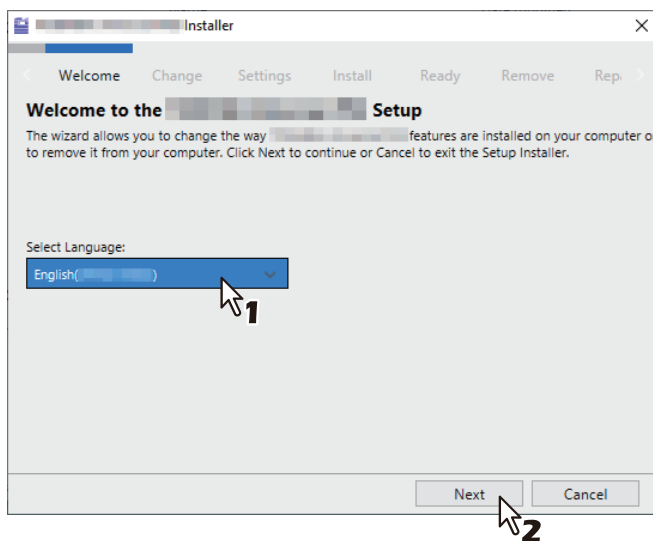 Installer
Welcome Change Settings Install Ready Remove Repa
Welcome to the Setup
The wizard allows you to change the way features are installed on your computer o
to remove it from your computer. Click Next to continue or Cancel to exit the Setup Installer.
Select Language:
English( )
1
Next Cancel
2